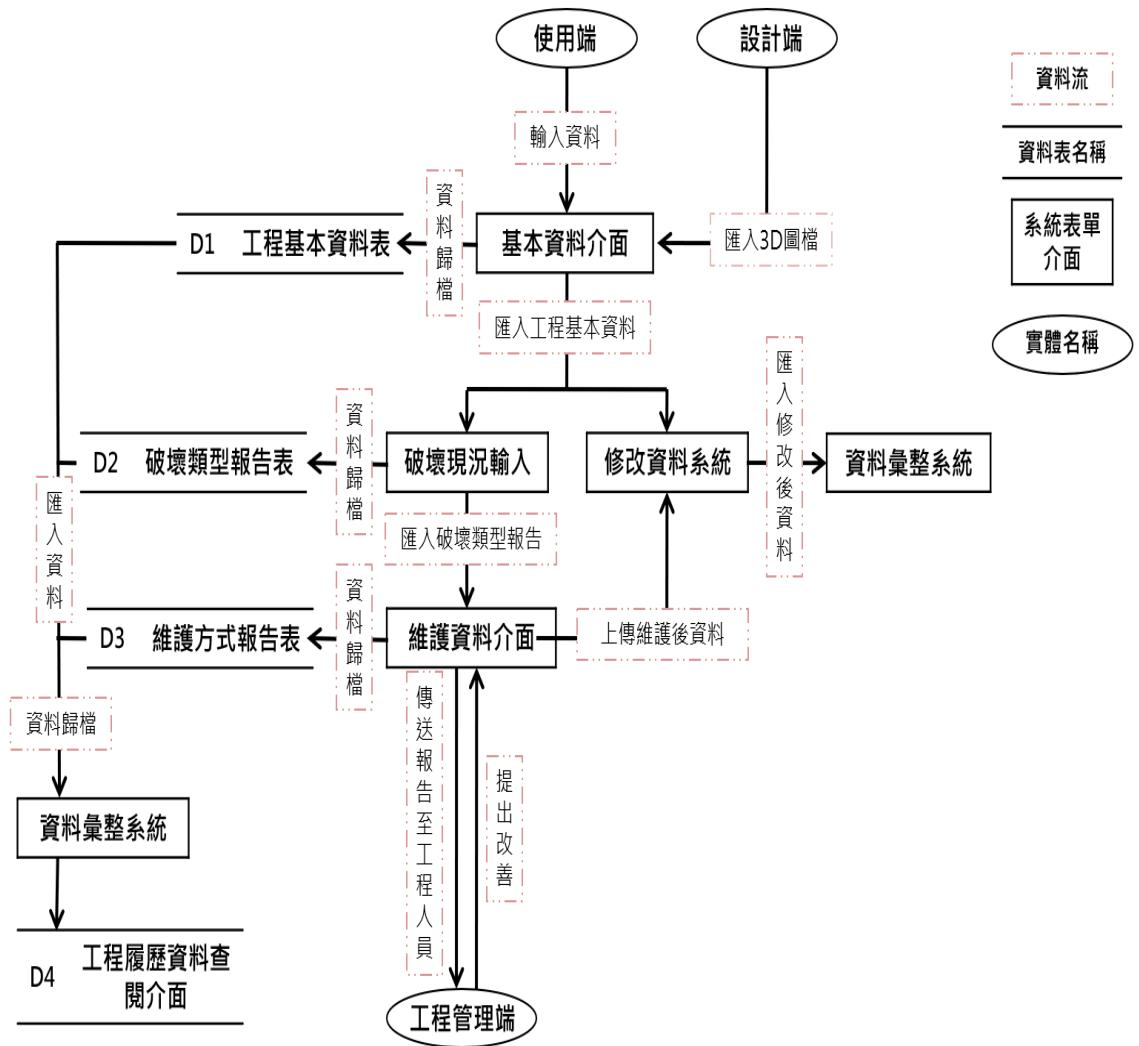 使用端
設計端
資料流
輸入資料
資料表名稱
資料歸檔
D1 工程基本資料表
基本資料介面
匯入3D圖檔
系統表單
介面
匯入工程基本資料
實體名稱
匯入修改後資料
資料歸檔
D2 破壞類型報告表
破壞現況輸入
修改資料系統
資料彙整系統
匯入資料
匯入破壞類型報告
資料歸檔
D3 維護方式報告表
維護資料介面
上傳維護後資料
資料歸檔
傳送報告至工程人員
提出改善
資料彙整系統
D4 工程履歷資料查
閱介面
工程管理端